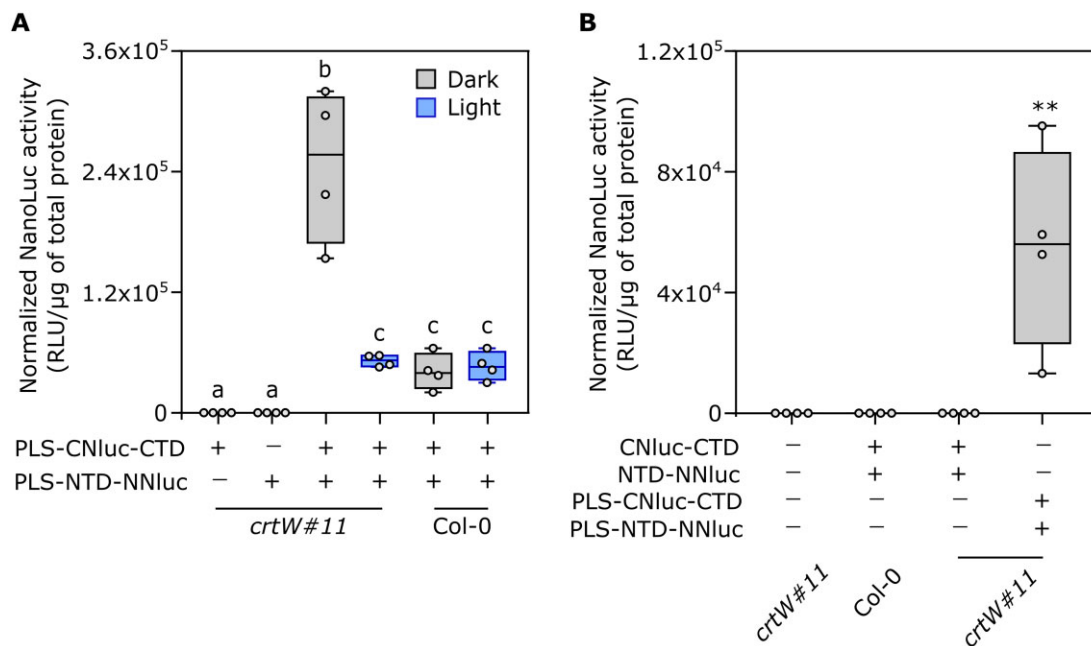 A
Normalized NanoLuc activity
(RLU/µg of total protein)
3.6x10⁵
2.4x10⁵
1.2x10⁵
0
Dark
Light
a a b c c c
PLS-CNluc-CTD + − + + + +
PLS-NTD-NNluc − + + + + +
crtW#11 Col-0
B
Normalized NanoLuc activity
(RLU/µg of total protein)
1.2x10⁵
8x10⁴
4x10⁴
0
**
CNluc-CTD − + + −
NTD-NNluc − + + −
PLS-CNluc-CTD − − − +
PLS-NTD-NNluc − − − +
crtW#11 Col-0 crtW#11